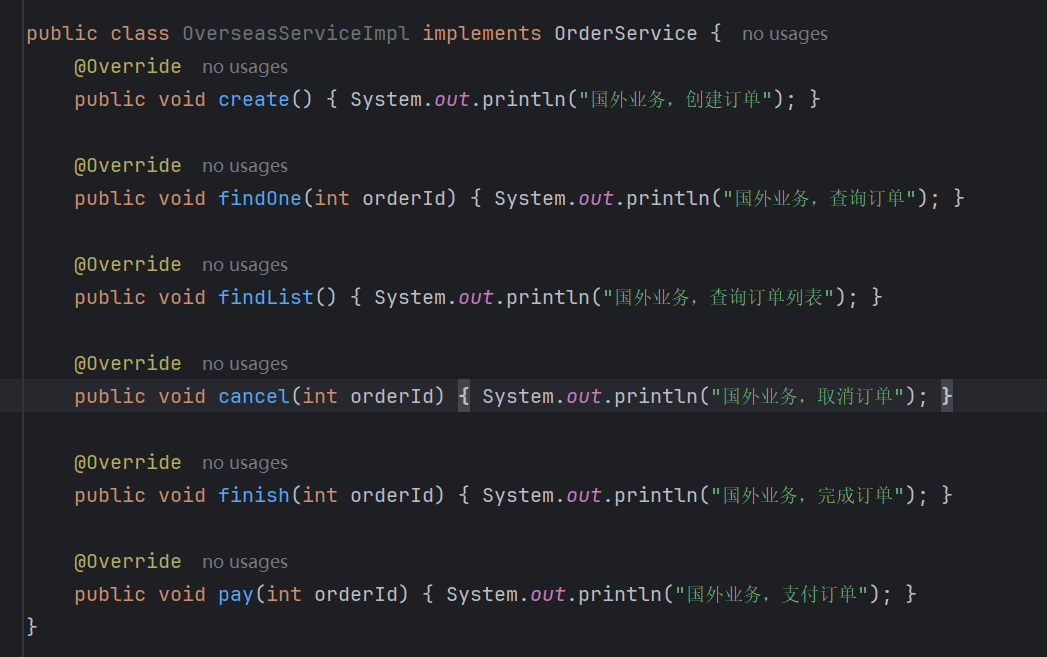 public class OverseasServiceImpl implements OrderService { no usages
@Override no usages
public void create() { System.out.println("国外业务，创建订单"); }
@Override no usages
public void findOne(int orderId) { System.out.println("国外业务，查询订单"); }
@Override no usages
public void findList() { System.out.println("国外业务，查询订单列表"); }
@Override no usages
public void cancel(int orderId) { System.out.println("国外业务，取消订单"); }
@Override no usages
public void finish(int orderId) { System.out.println("国外业务，完成订单"); }
@Override no usages
public void pay(int orderId) { System.out.println("国外业务，支付订单"); }
}